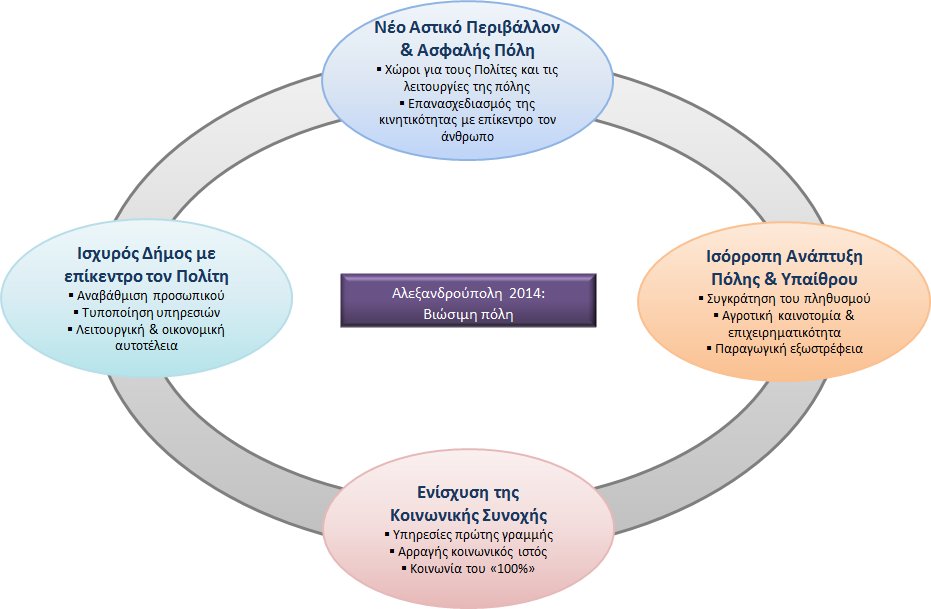 Νέο Αστικό Περιβάλλον
& Ασφαλής Πόλη
▪ Χώροι για τους Πολίτες και τις
λειτουργίες της πόλης
▪ Επανασχεδιασμός της
κινητικότητας με επίκεντρο τον
άνθρωπο
Ισχυρός Δήμος με
επίκεντρο τον Πολίτη
▪ Αναβάθμιση προσωπικού
▪ Τυποποίηση υπηρεσιών
▪ Λειτουργική & οικονομική
αυτοτέλεια
Αλεξανδρούπολη 2014:
Βιώσιμη πόλη
Ισόρροπη Ανάπτυξη
Πόλης & Υπαίθρου
▪ Συγκράτηση του πληθυσμού
▪ Αγροτική καινοτομία &
επιχειρηματικότητα
▪ Παραγωγική εξωστρέφεια
Ενίσχυση της
Κοινωνικής Συνοχής
▪ Υπηρεσίες πρώτης γραμμής
▪ Αρραγής κοινωνικός ιστός
▪ Κοινωνία του «100%»